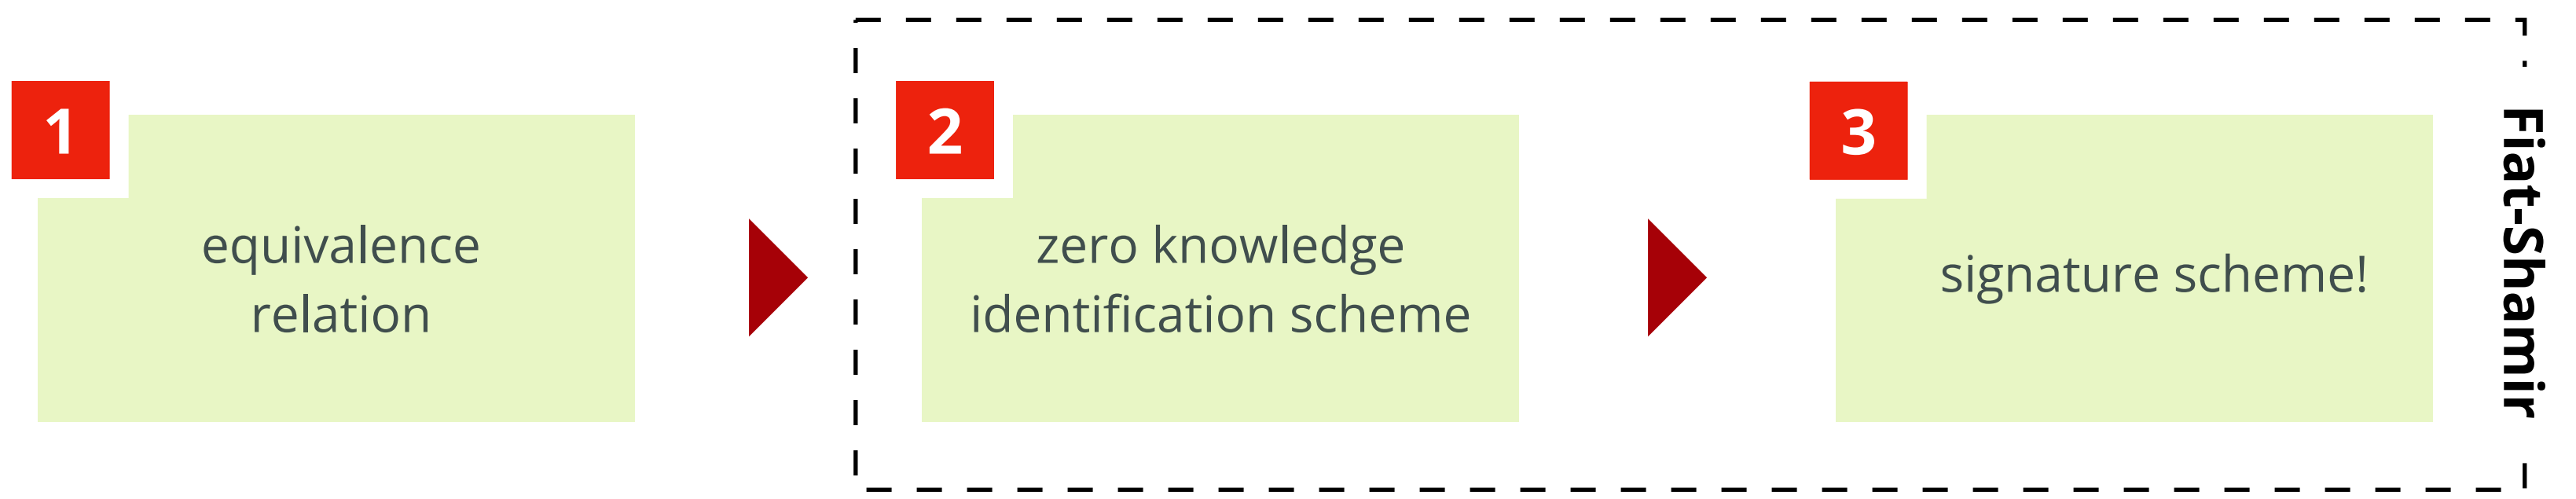 1
equivalence
relation
2
zero knowledge
identification scheme
3
signature scheme!
Fiat-Shamir